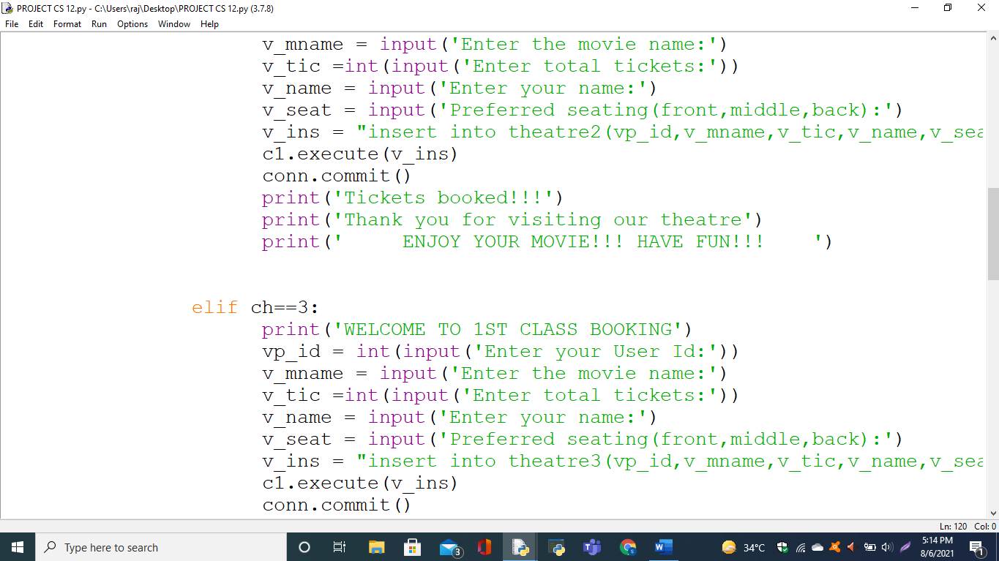 PROJECT CS 12.py - C:\Users\raj\Desktop\PROJECT CS 12.py (3.7.8)
File Edit Format Run Options Window Help
v_mname = input('Enter the movie name:')
v_tic =int(input('Enter total tickets:'))
v_name = input('Enter your name:')
v_seat = input('Preferred seating(front,middle,back):')
v_ins = "insert into theatre2(vp_id,v_mname,v_tic,v_name,v_sea
c1.execute(v_ins)
conn.commit()
print('Tickets booked!!!')
print('Thank you for visiting our theatre')
print('     ENJOY YOUR MOVIE!!! HAVE FUN!!!    ')
elif ch==3:
print('WELCOME TO 1ST CLASS BOOKING')
vp_id = int(input('Enter your User Id:'))
v_mname = input('Enter the movie name:')
v_tic =int(input('Enter total tickets:'))
v_name = input('Enter your name:')
v_seat = input('Preferred seating(front,middle,back):')
v_ins = "insert into theatre3(vp_id,v_mname,v_tic,v_name,v_sea
c1.execute(v_ins)
conn.commit()
Ln: 120 Col: 0
Type here to search
3
34°C
5:14 PM
8/6/2021
1